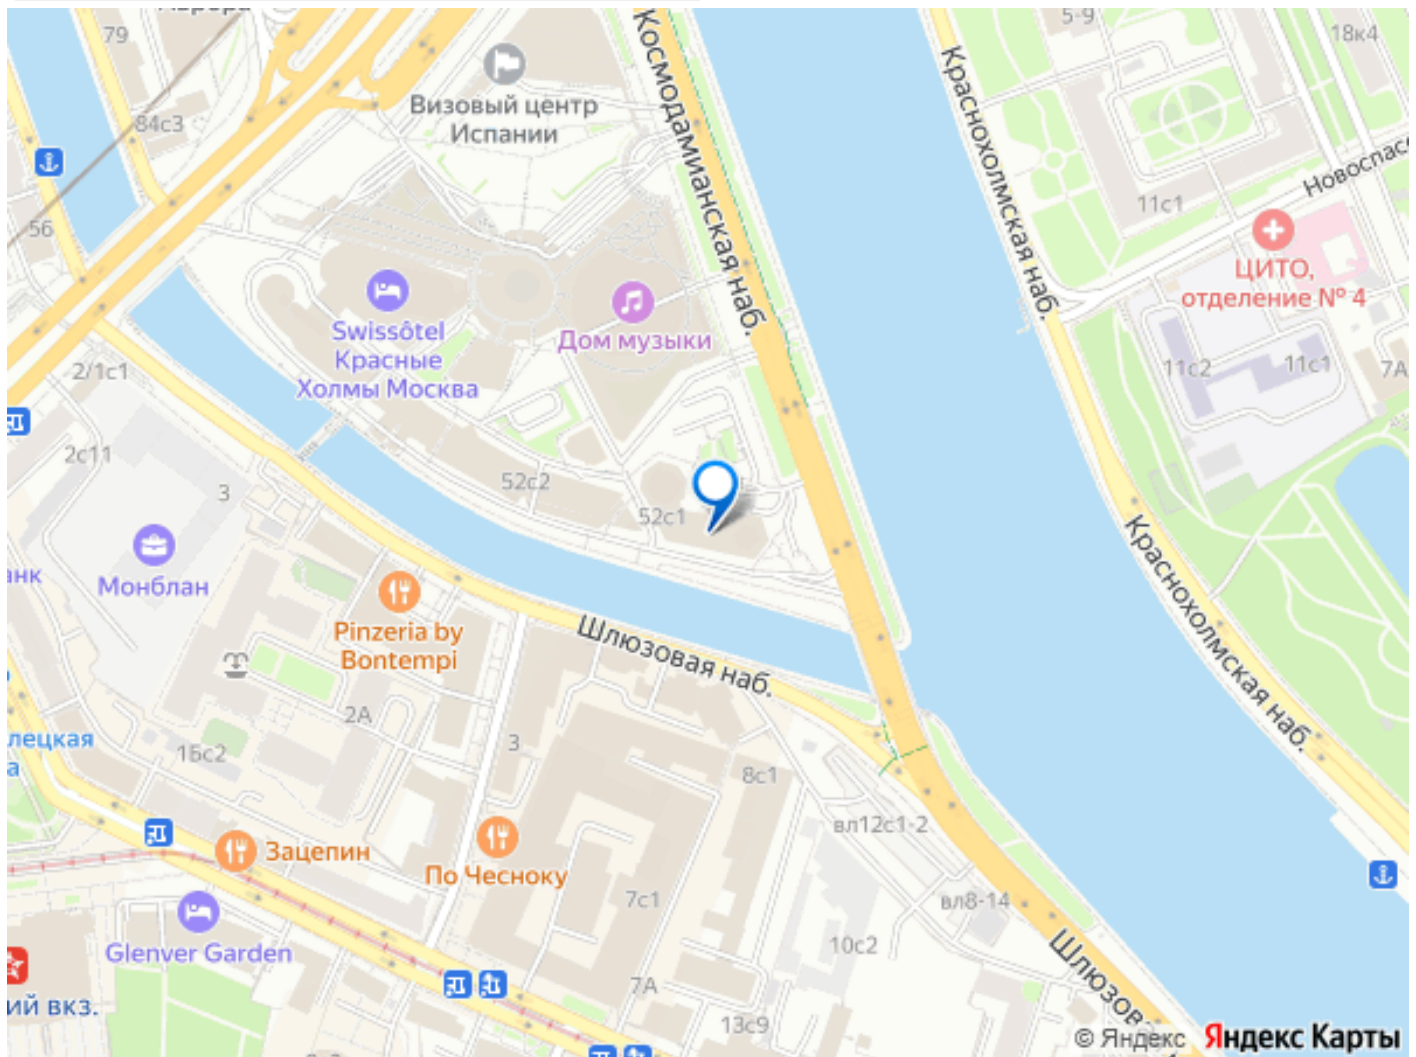 79
5-9
18к4
Космодамианская наб.
Краснохолмская наб.
Визовый центр
Испании
84с3
11с1
56
ЦИТО,
отделение № 4
Swissôtel
Красные
Холмы Москва
Дом музыки
2/1с1
11с2
11с1
7А
2с11
3
52с2
52с1
Монблан
Краснохолмская наб.
Pinzeria by
Bontempi
Шлюзовая наб.
2А
1Бс2
3
8с1
вл12с1-2
Зацепин
По Чесноку
7с1
вл8-14
10с2
Glenver Garden
7А
13с9
ий вкз.
© Яндекс
Яндекс Карты